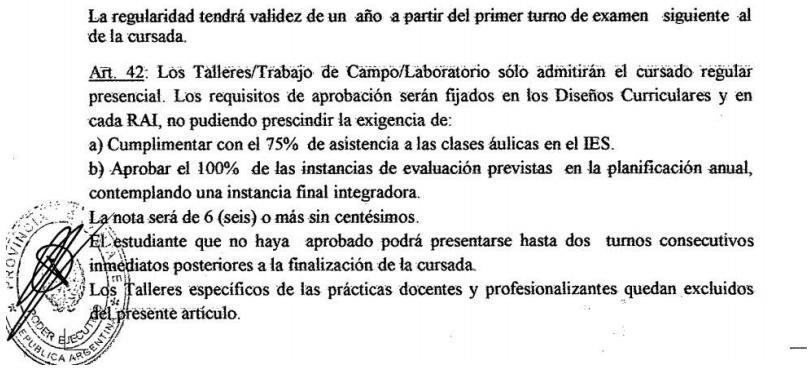 La regularidad tendrá validez de un año a partir del primer turno de examen siguiente al
de la cursada.
Art. 42: Los Talleres/Trabajo de Campo/Laboratorio sólo admitirán el cursado regular
presencial. Los requisitos de aprobación serán fijados en los Diseños Curriculares y en
cada RAI, no pudiendo prescindir la exigencia de:
a) Cumplimentar con el 75% de asistencia a las clases áulicas en el IES.
b) Aprobar el 100% de las instancias de evaluación previstas en la planificación anual,
contemplando una instancia final integradora.
La nota será de 6 (seis) o más sin centésimos.
El estudiante que no haya aprobado podrá presentarse hasta dos turnos consecutivos
inmediatos posteriores a la finalización de la cursada.
Los Talleres específicos de las prácticas docentes y profesionalizantes quedan excluidos
del presente artículo.
PROVINCIA
PODER EJECUTI
REPUBLICA ARGENTINA